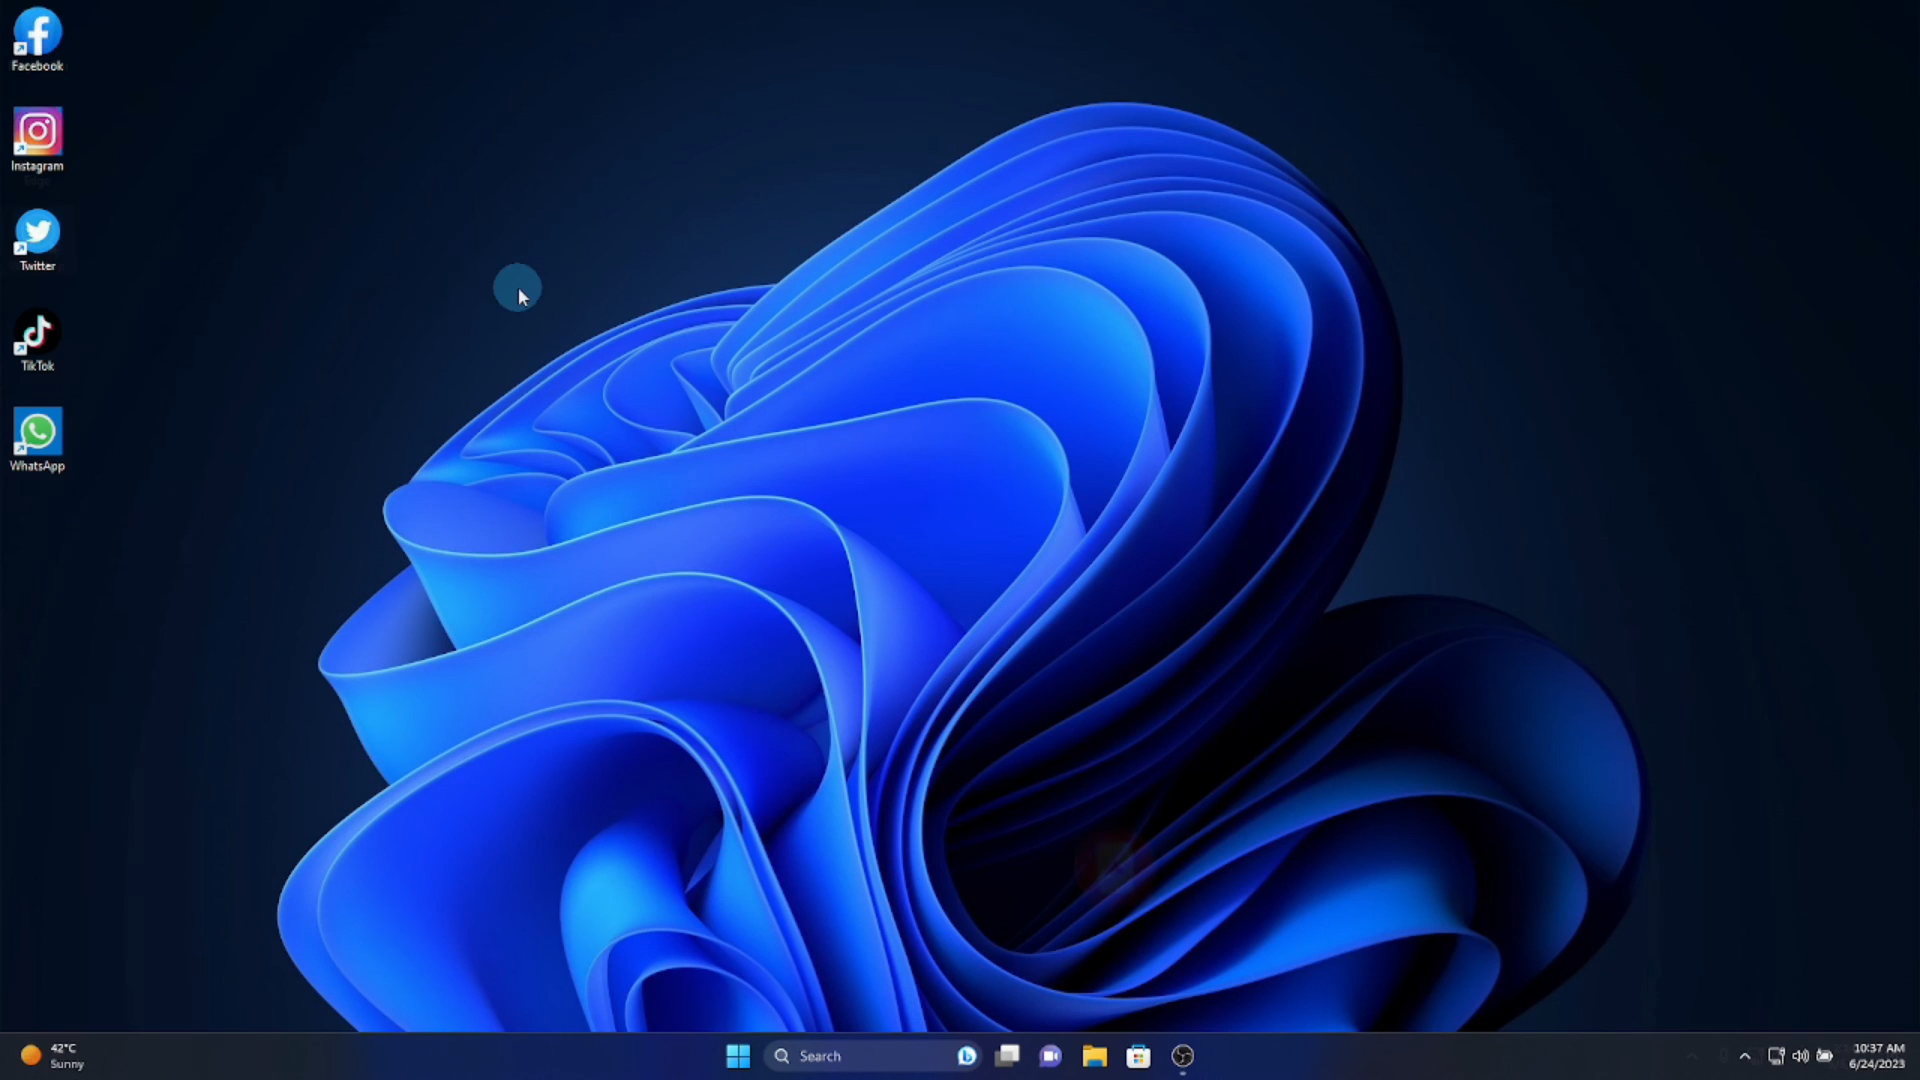 Facebook
Instagram
Twitter
TikTok
WhatsApp
42°C
Sunny
Search
10:37 AM
6/24/2023